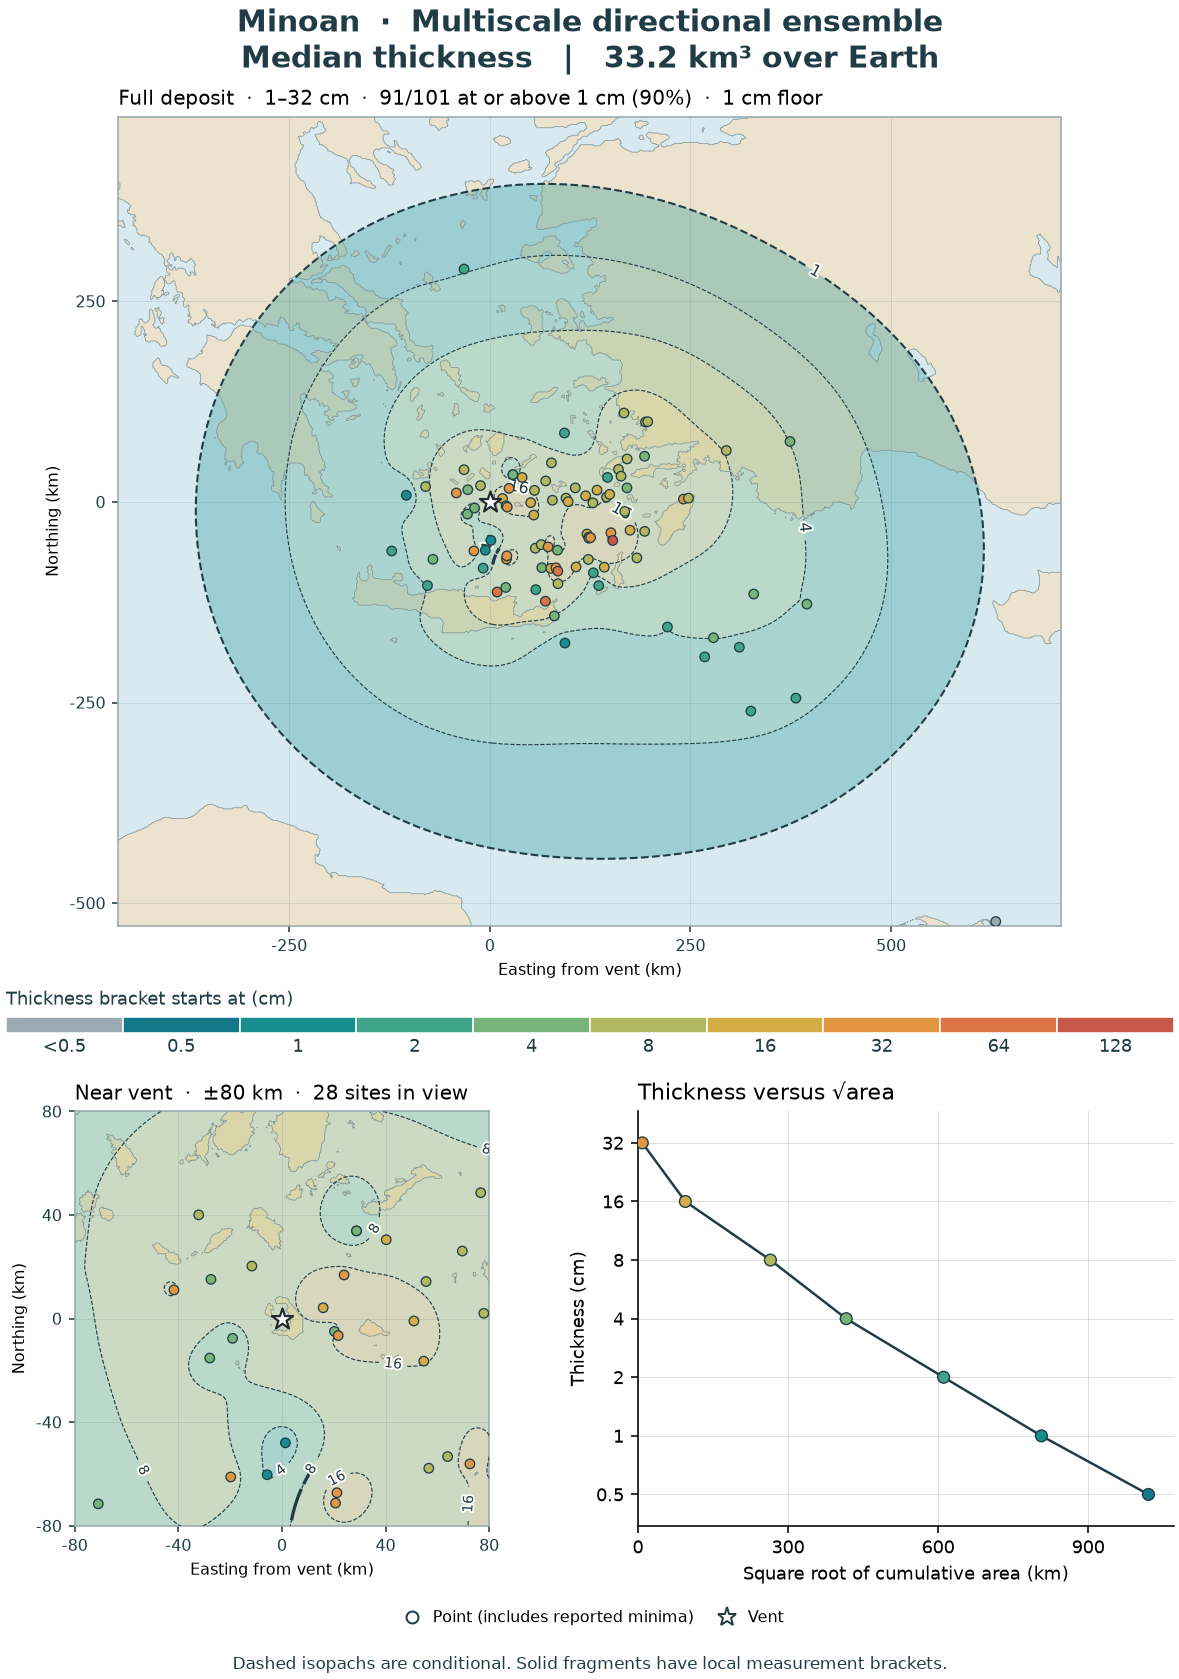 Minoan · Multiscale directional ensemble
Median thickness | 33.2 km³ over Earth
Full deposit · 1–32 cm · 91/101 at or above 1 cm (90%) · 1 cm floor
1
16
4
250
0
-250
-500
Northing (km)
-250 0 250 500
Easting from vent (km)
Thickness bracket starts at (cm)
<0.5 0.5 1 2 4 8 16 32 64 128
Near vent · ±80 km · 28 sites in view
80
40
0
-40
-80
Northing (km)
8
8
16
8
4
8
16
16
-80 -40 0 40 80
Easting from vent (km)
Thickness versus √area
32
16
8
4
2
1
0.5
Thickness (cm)
0 300 600 900
Square root of cumulative area (km)
Point (includes reported minima) Vent
Dashed isopachs are conditional. Solid fragments have local measurement brackets.